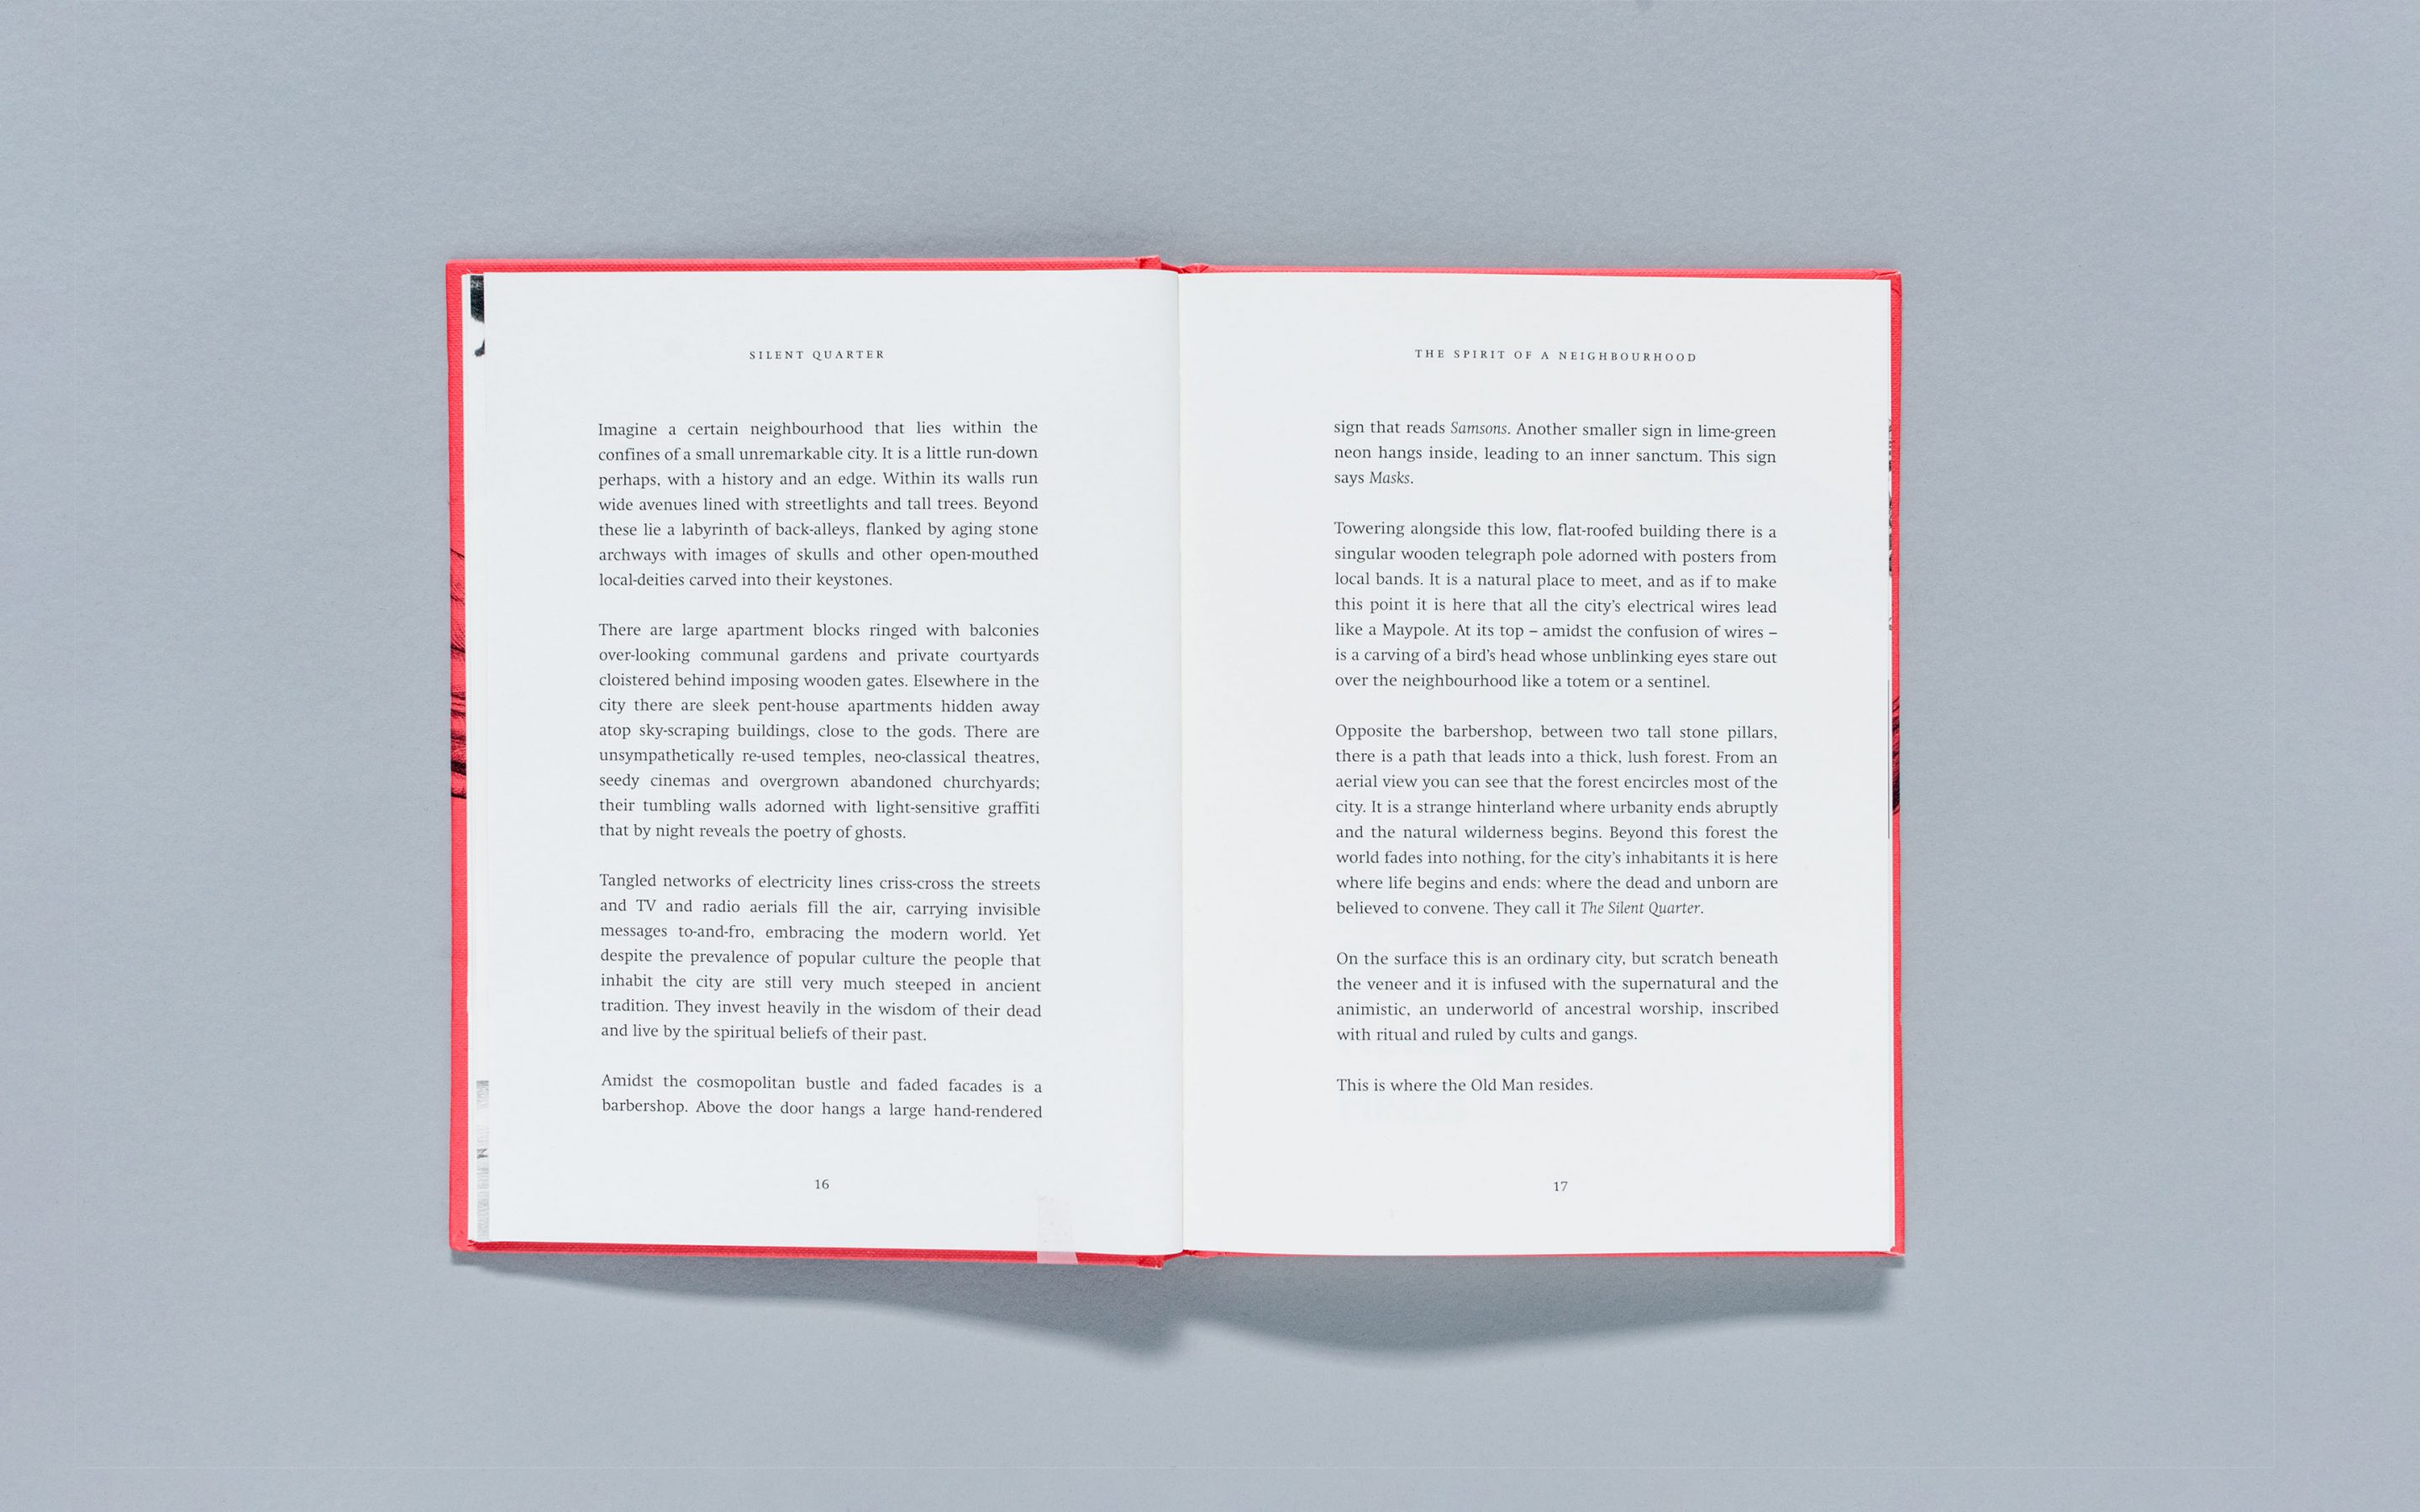 SILENT QUARTER
Imagine a certain neighbourhood that lies within the
confines of a small unremarkable city. It is a little run-down
perhaps, with a history and an edge. Within its walls run
wide avenues lined with streetlights and tall trees. Beyond
these lie a labyrinth of back-alleys, flanked by aging stone
archways with images of skulls and other open-mouthed
local-deities carved into their keystones.
There are large apartment blocks ringed with balconies
over-looking communal gardens and private courtyards
cloistered behind imposing wooden gates. Elsewhere in the
city there are sleek pent-house apartments hidden away
atop sky-scraping buildings, close to the gods. There are
unsympathetically re-used temples, neo-classical theatres,
seedy cinemas and overgrown abandoned churchyards;
their tumbling walls adorned with light-sensitive graffiti
that by night reveals the poetry of ghosts.
Tangled networks of electricity lines criss-cross the streets
and TV and radio aerials fill the air, carrying invisible
messages to-and-fro, embracing the modern world. Yet
despite the prevalence of popular culture the people that
inhabit the city are still very much steeped in ancient
tradition. They invest heavily in the wisdom of their dead
and live by the spiritual beliefs of their past.
Amidst the cosmopolitan bustle and faded facades is a
barbershop. Above the door hangs a large hand-rendered
16
THE SPIRIT OF A NEIGHBOURHOOD
sign that reads Samsons. Another smaller sign in lime-green
neon hangs inside, leading to an inner sanctum. This sign
says Masks.
Towering alongside this low, flat-roofed building there is a
singular wooden telegraph pole adorned with posters from
local bands. It is a natural place to meet, and as if to make
this point it is here that all the city's electrical wires lead
like a Maypole. At its top – amidst the confusion of wires –
is a carving of a bird's head whose unblinking eyes stare out
over the neighbourhood like a totem or a sentinel.
Opposite the barbershop, between two tall stone pillars,
there is a path that leads into a thick, lush forest. From an
aerial view you can see that the forest encircles most of the
city. It is a strange hinterland where urbanity ends abruptly
and the natural wilderness begins. Beyond this forest the
world fades into nothing, for the city's inhabitants it is here
where life begins and ends: where the dead and unborn are
believed to convene. They call it The Silent Quarter.
On the surface this is an ordinary city, but scratch beneath
the veneer and it is infused with the supernatural and the
animistic, an underworld of ancestral worship, inscribed
with ritual and ruled by cults and gangs.
This is where the Old Man resides.
17